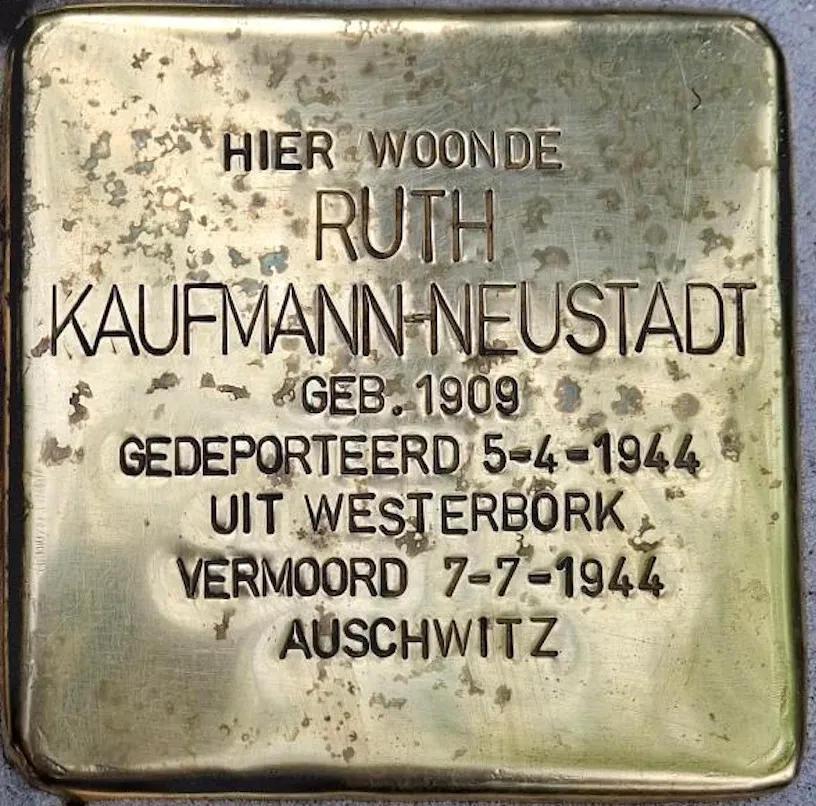 HIER WOONDE
RUTH
KAUFMANN-NEUSTADT
GEB. 1909
GEDEPORTEERD 5-4-1944
UIT WESTERBORK
VERMOORD 7-7-1944
AUSCHWITZ